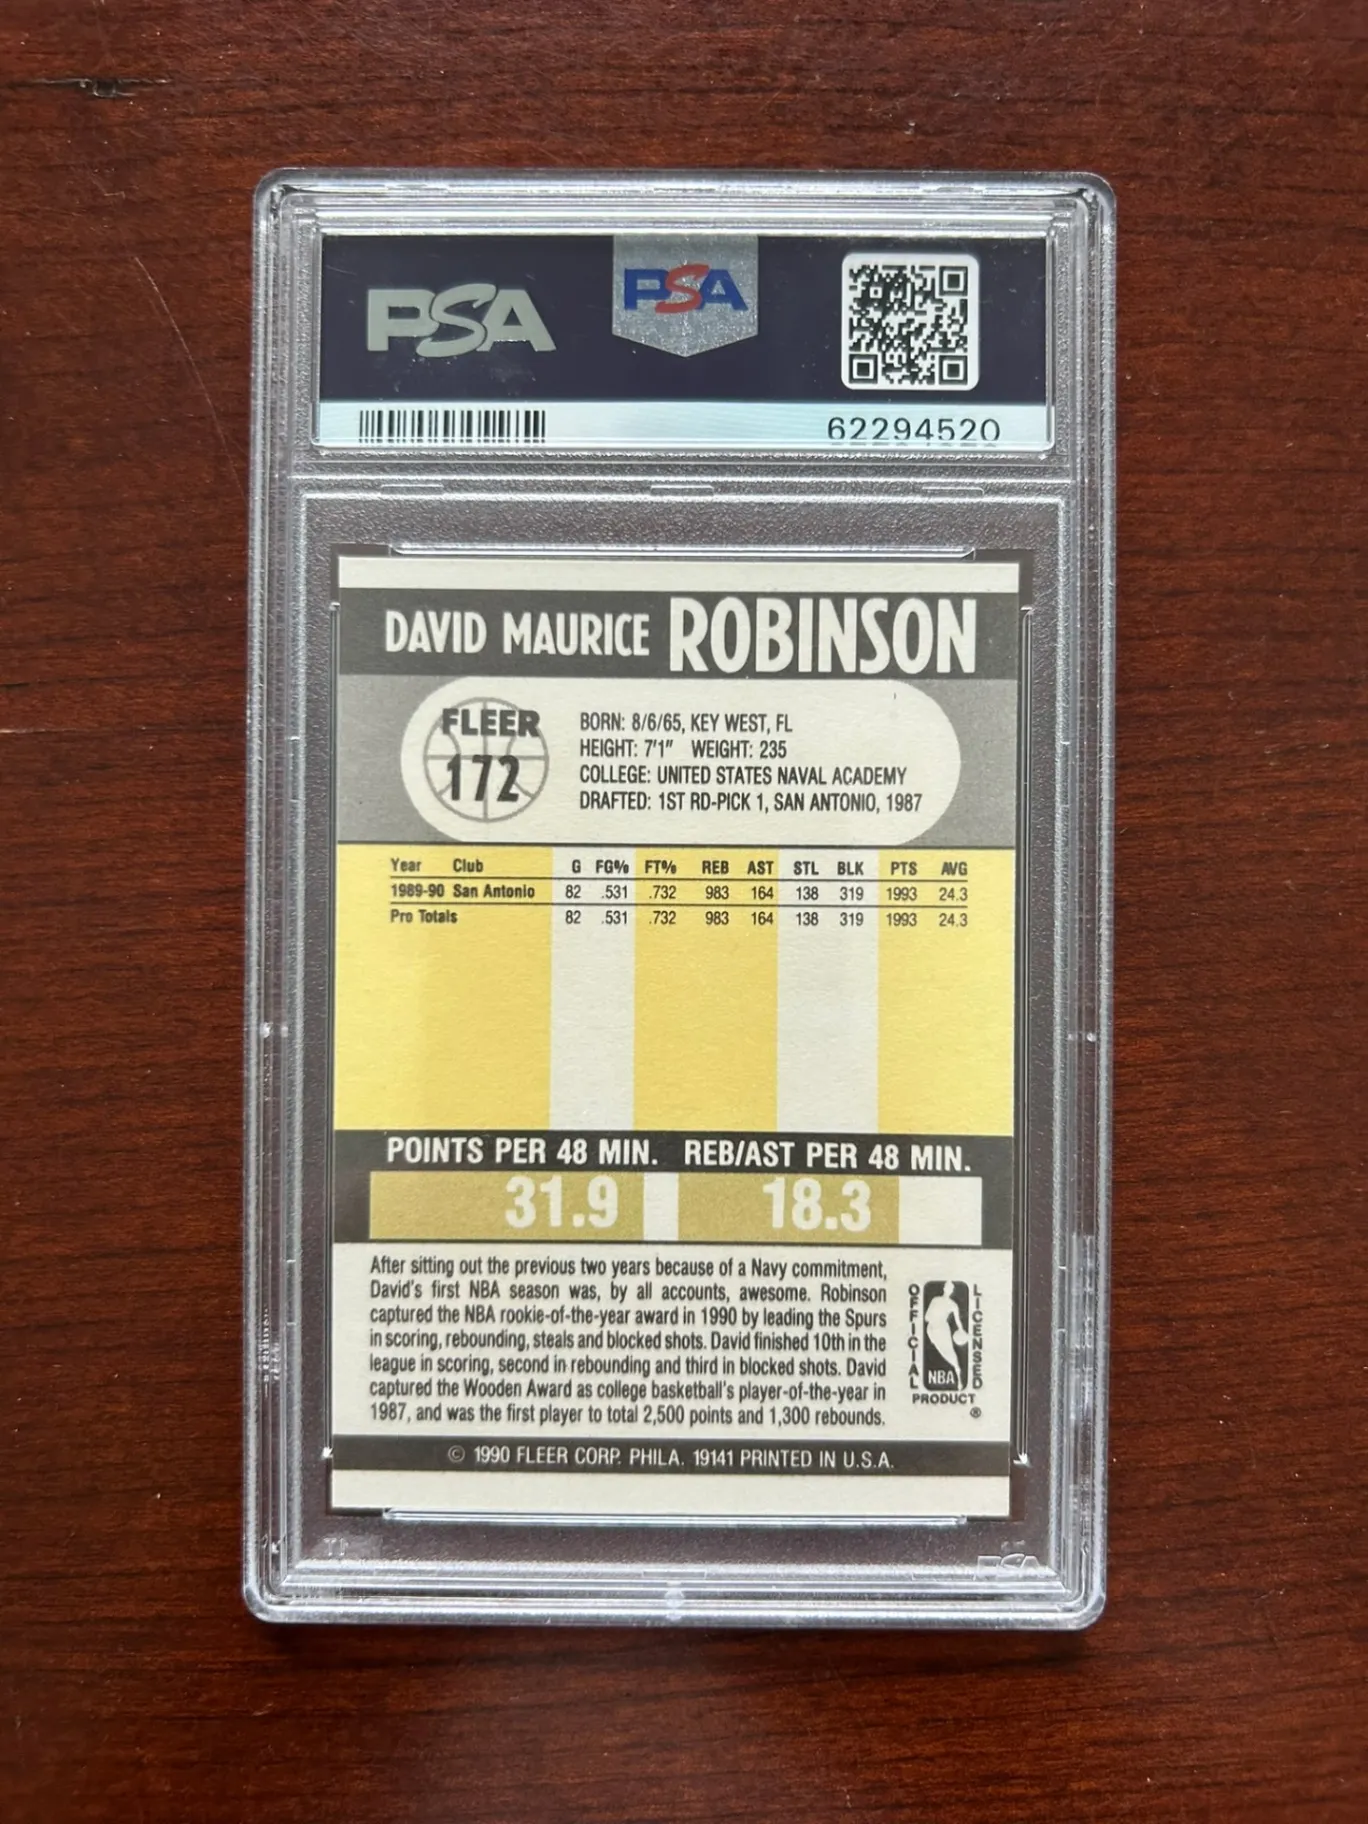 PSA
PSA
62294520
DAVID MAURICE ROBINSON
FLEER
172
BORN: 8/6/65, KEY WEST, FL
HEIGHT: 7'1" WEIGHT: 235
COLLEGE: UNITED STATES NAVAL ACADEMY
DRAFTED: 1ST RD-PICK 1, SAN ANTONIO, 1987
Year Club G FG% FT% REB AST STL BLK PTS AVG
1989-90 San Antonio 82 .531 .732 983 164 138 319 1993 24.3
Pro Totals 82 .531 .732 983 164 138 319 1993 24.3
POINTS PER 48 MIN. REB/AST PER 48 MIN.
31.9 18.3
After sitting out the previous two years because of a Navy commitment,
David's first NBA season was, by all accounts, awesome. Robinson
captured the NBA rookie-of-the-year award in 1990 by leading the Spurs
in scoring, rebounding, steals and blocked shots. David finished 10th in the
league in scoring, second in rebounding and third in blocked shots. David
captured the Wooden Award as college basketball's player-of-the-year in
1987, and was the first player to total 2,500 points and 1,300 rebounds.
OFFICIAL
NBA
LICENSED
PRODUCT
®
© 1990 FLEER CORP. PHILA. 19141 PRINTED IN U.S.A.
PSA